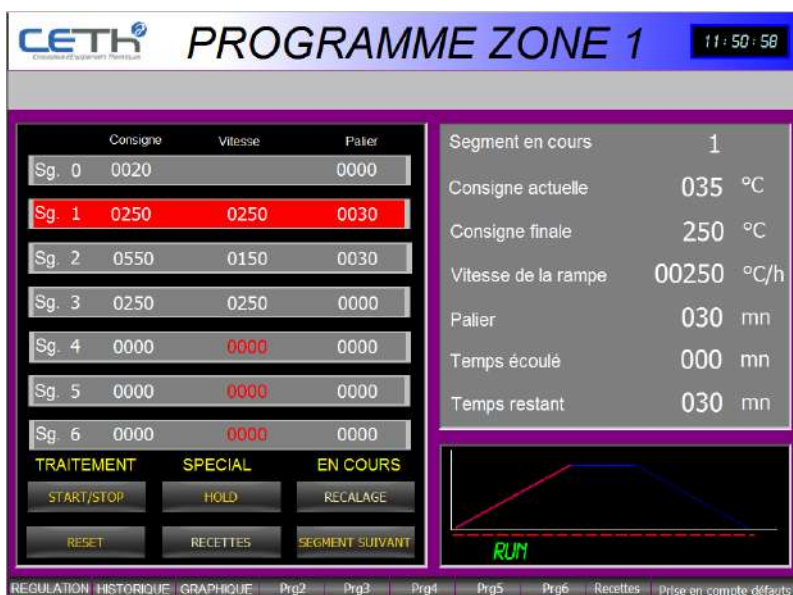 CETH PROGRAMME ZONE 1 11:50:58
Consigne Vitesse Palier
Sg. 0 0020 0000
Sg. 1 0250 0250 0030
Sg. 2 0550 0150 0030
Sg. 3 0250 0250 0000
Sg. 4 0000 0000 0000
Sg. 5 0000 0000 0000
Sg. 6 0000 0000 0000
TRAITEMENT SPECIAL EN COURS
START/STOP HOLD RECALAGE
RESET RECETTES SEGMENT SUIVANT
Segment en cours 1
Consigne actuelle 035 °C
Consigne finale 250 °C
Vitesse de la rampe 00250 °C/h
Palier 030 mn
Temps écoulé 000 mn
Temps restant 030 mn
RUN
REGULATION HISTORIQUE GRAPHIQUE Prg2 Prg3 Prg4 Prg5 Prg6 Recettes Prise en compte défauts